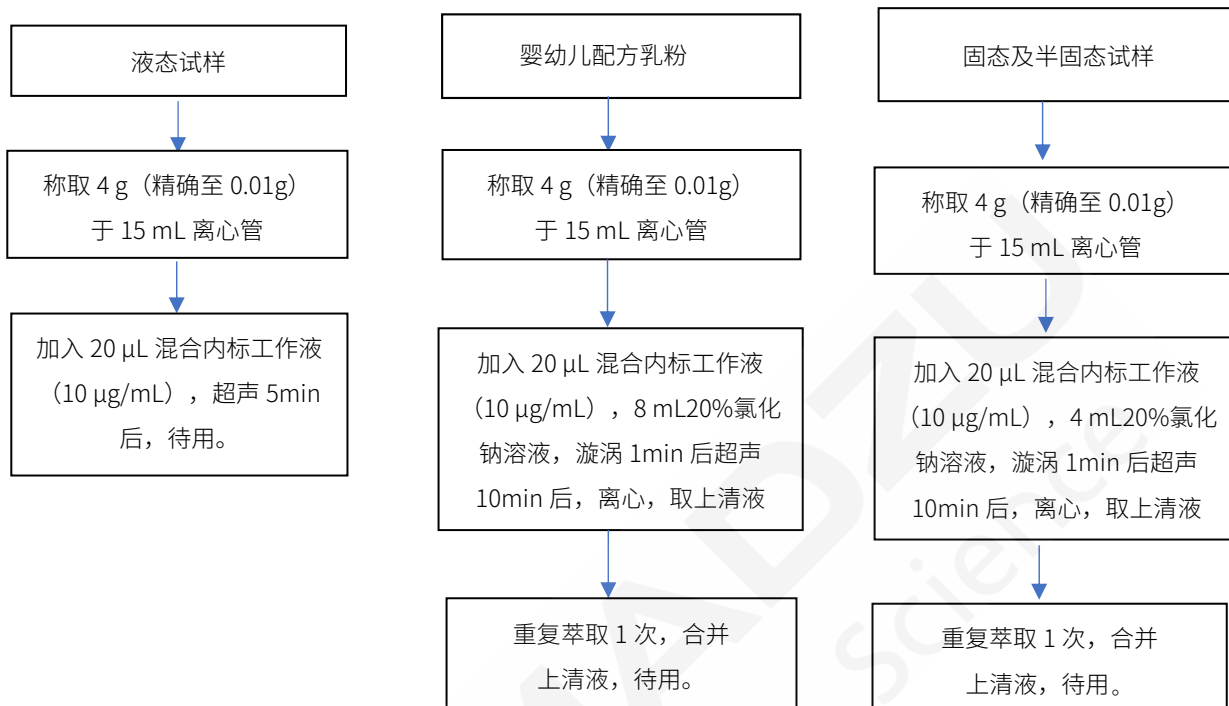 液态试样
称取 4 g（精确至 0.01g）
于 15 mL 离心管
加入 20 μL 混合内标工作液
（10 μg/mL），超声 5min
后，待用。
婴幼儿配方乳粉
称取 4 g（精确至 0.01g）
于 15 mL 离心管
加入 20 μL 混合内标工作液
（10 μg/mL），8 mL20%氯化
钠溶液，漩涡 1min 后超声
10min 后，离心，取上清液
重复萃取 1 次，合并
上清液，待用。
固态及半固态试样
称取 4 g（精确至 0.01g）
于 15 mL 离心管
加入 20 μL 混合内标工作液
（10 μg/mL），4 mL20%氯化
钠溶液，漩涡 1min 后超声
10min 后，离心，取上清液
重复萃取 1 次，合并
上清液，待用。
ADZU
science